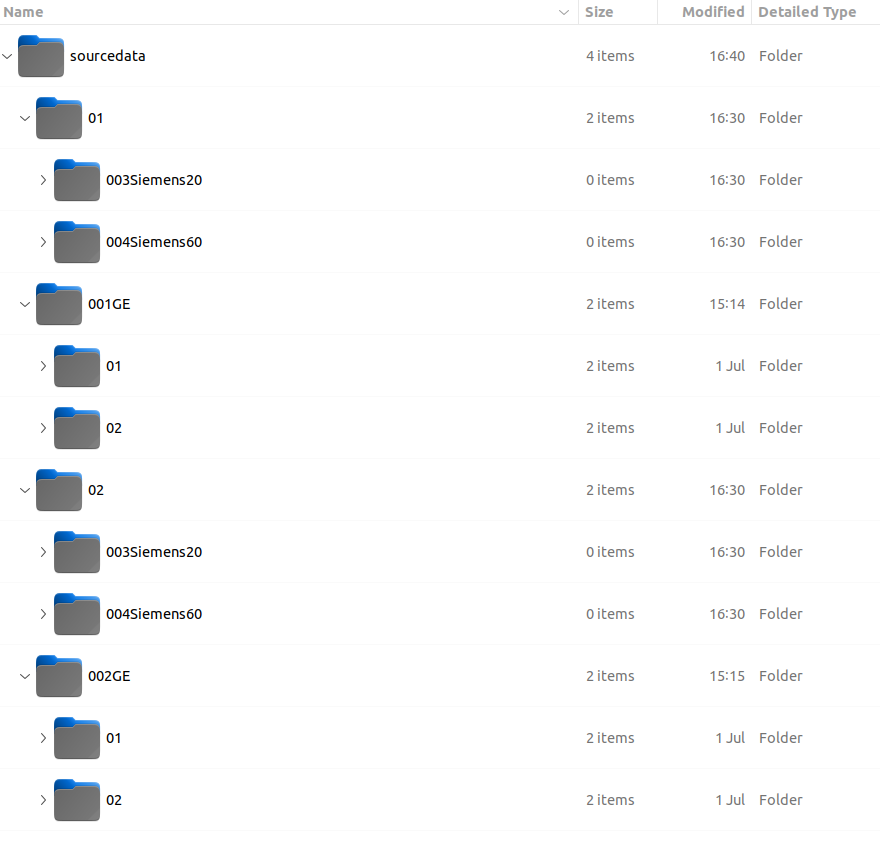 Name Size Modified Detailed Type
sourcedata 4 items 16:40 Folder
01 2 items 16:30 Folder
003Siemens20 0 items 16:30 Folder
004Siemens60 0 items 16:30 Folder
001GE 2 items 15:14 Folder
01 2 items 1 Jul Folder
02 2 items 1 Jul Folder
02 2 items 16:30 Folder
003Siemens20 0 items 16:30 Folder
004Siemens60 0 items 16:30 Folder
002GE 2 items 15:15 Folder
01 2 items 1 Jul Folder
02 2 items 1 Jul Folder